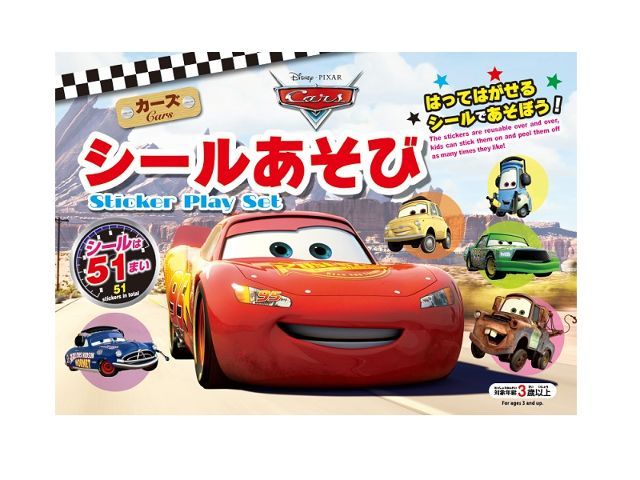 Disney · PIXAR
Cars
カーズ
Cars
はってはがせる
シールであそぼう!
The stickers are reusable over and over,
kids can stick them on and peel them off
as many times they like!
シールあそび
Sticker Play Set
シールは
51まい
51
stickers in total
95
HORNET
対象年齢3歳以上
For ages 3 and up.